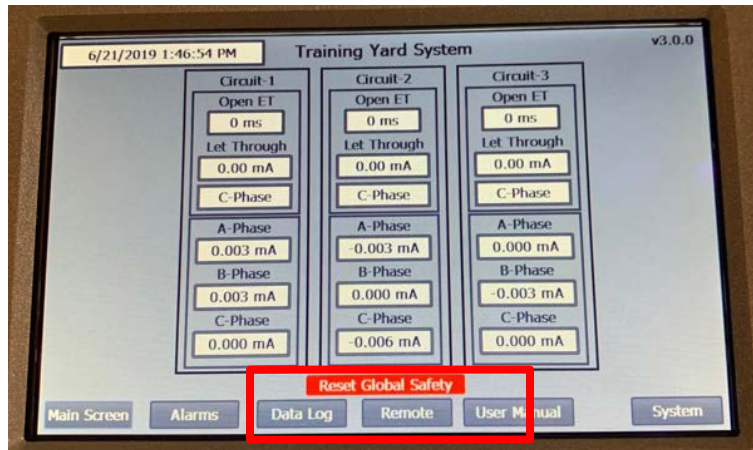 6/21/2019 1:46:54 PM
Training Yard System
v3.0.0
Circuit-1
Open ET
0 ms
Let Through
0.00 mA
C-Phase
A-Phase
0.003 mA
B-Phase
0.003 mA
C-Phase
0.000 mA
Circuit-2
Open ET
0 ms
Let Through
0.00 mA
C-Phase
A-Phase
-0.003 mA
B-Phase
0.000 mA
C-Phase
-0.006 mA
Circuit-3
Open ET
0 ms
Let Through
0.00 mA
C-Phase
A-Phase
0.000 mA
B-Phase
-0.003 mA
C-Phase
0.000 mA
Reset Global Safety
Main Screen Alarms Data Log Remote User Manual System